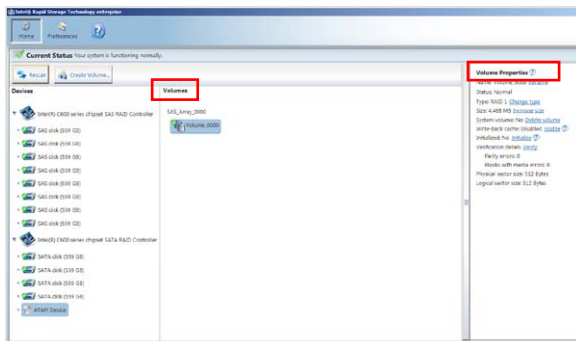 Intel® Rapid Storage Technology enterprise
Home
Preferences
Current Status Your system is functioning normally.
Rescan
Create Volume...
Devices
Intel(R) C600 series chipset SAS RAID Controller
SAS disk (559 GB)
SAS disk (559 GB)
SAS disk (559 GB)
SAS disk (559 GB)
SAS disk (559 GB)
SAS disk (559 GB)
SAS disk (559 GB)
SAS disk (559 GB)
Intel(R) C600 series chipset SATA RAID Controller
SATA disk (559 GB)
SATA disk (559 GB)
SATA disk (559 GB)
SATA disk (559 GB)
ATAPI Device
Volumes
SAS_Array_0000
Volume_0000
Volume Properties
Name: Volume_0000 Rename
Status: Normal
Type: RAID 1 Change type
Size: 4,488 MB Increase size
System volume: No Delete volume
Write-back cache: Disabled Enable
Initialized: No Initialize
Verification details Verify
Parity errors: 0
Blocks with media errors: 0
Physical sector size: 512 Bytes
Logical sector size: 512 Bytes